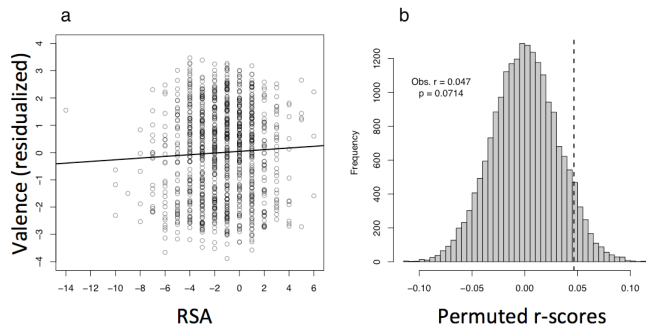 a
b
Valence (residualized)
4
3
2
1
0
−1
−2
−3
−4
−14 −12 −10 −8 −6 −4 −2 0 2 4 6
RSA
Frequency
1200
1000
800
600
400
200
0
Obs. r = 0.047
p = 0.0714
−0.10 −0.05 0.00 0.05 0.10
Permuted r-scores